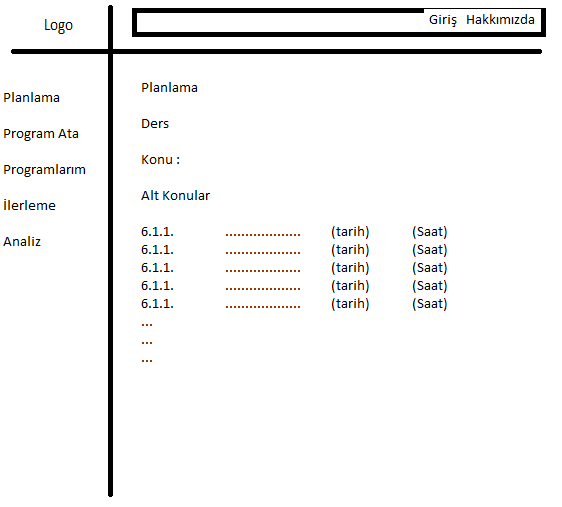 Logo
Giriş Hakkımızda
Planlama
Program Ata
Programlarım
İlerleme
Analiz
Planlama
Ders
Konu :
Alt Konular
6.1.1. ................... (tarih) (Saat)
6.1.1. ................... (tarih) (Saat)
6.1.1. ................... (tarih) (Saat)
6.1.1. ................... (tarih) (Saat)
6.1.1. ................... (tarih) (Saat)
...
...
...